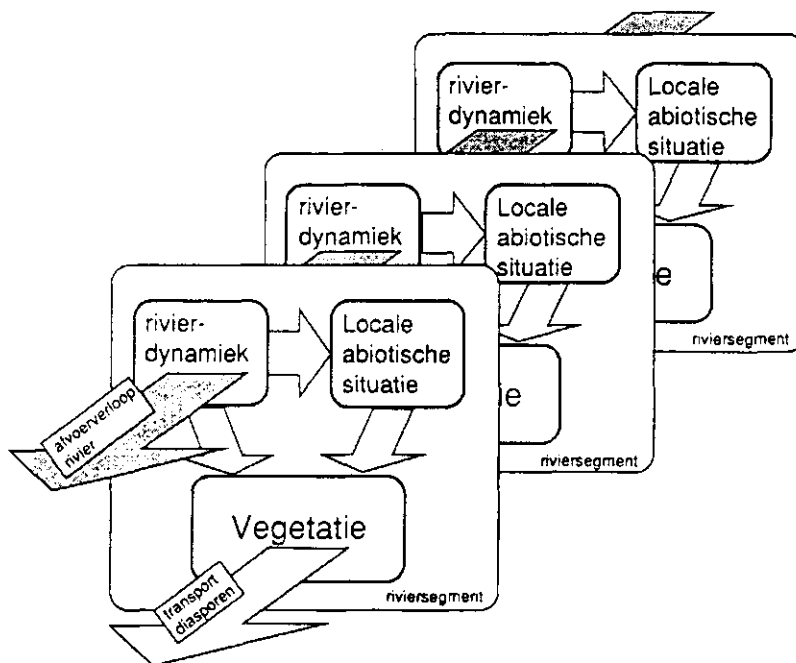 rivier-
dynamiek
Locale
abiotische
situatie
riviersegment
rivier-
dynamiek
Locale
abiotische
situatie
ie
riviersegment
rivier-
dynamiek
Locale
abiotische
situatie
afvoerverloop
rivier
Vegetatie
transport
diasporen
riviersegment